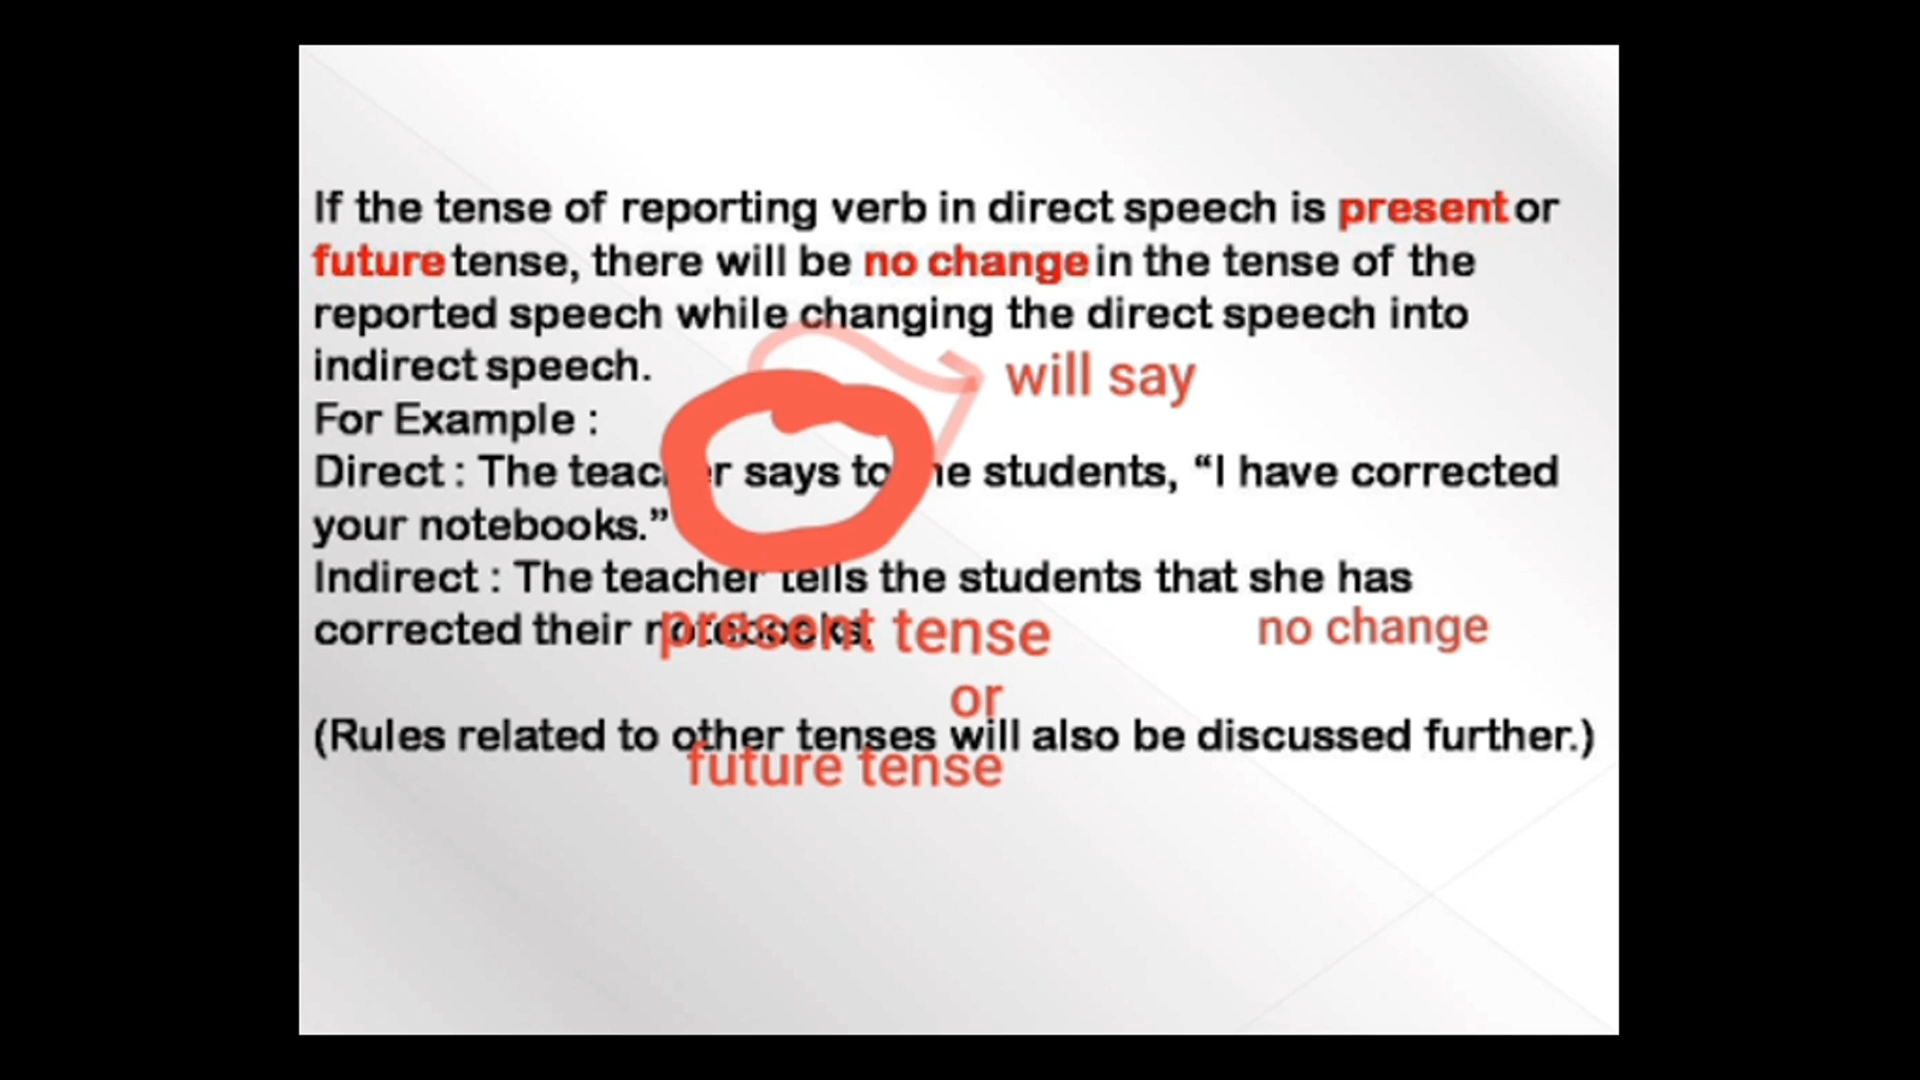 If the tense of reporting verb in direct speech is present or
future tense, there will be no change in the tense of the
reported speech while changing the direct speech into
indirect speech.
will say
For Example :
Direct : The teacher says to the students, “I have corrected
your notebooks.”
Indirect : The teacher tells the students that she has
corrected their notebooks.
present tense
no change
or
(Rules related to other tenses will also be discussed further.)
future tense